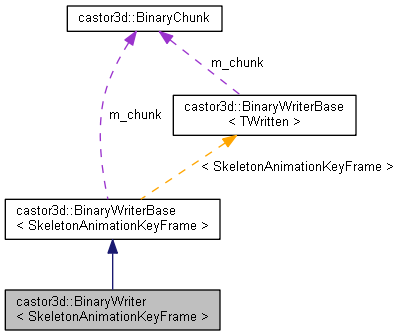 castor3d::BinaryChunk
m_chunk
castor3d::BinaryWriterBase
< TWritten >
m_chunk
< SkeletonAnimationKeyFrame >
castor3d::BinaryWriterBase
< SkeletonAnimationKeyFrame >
castor3d::BinaryWriter
< SkeletonAnimationKeyFrame >